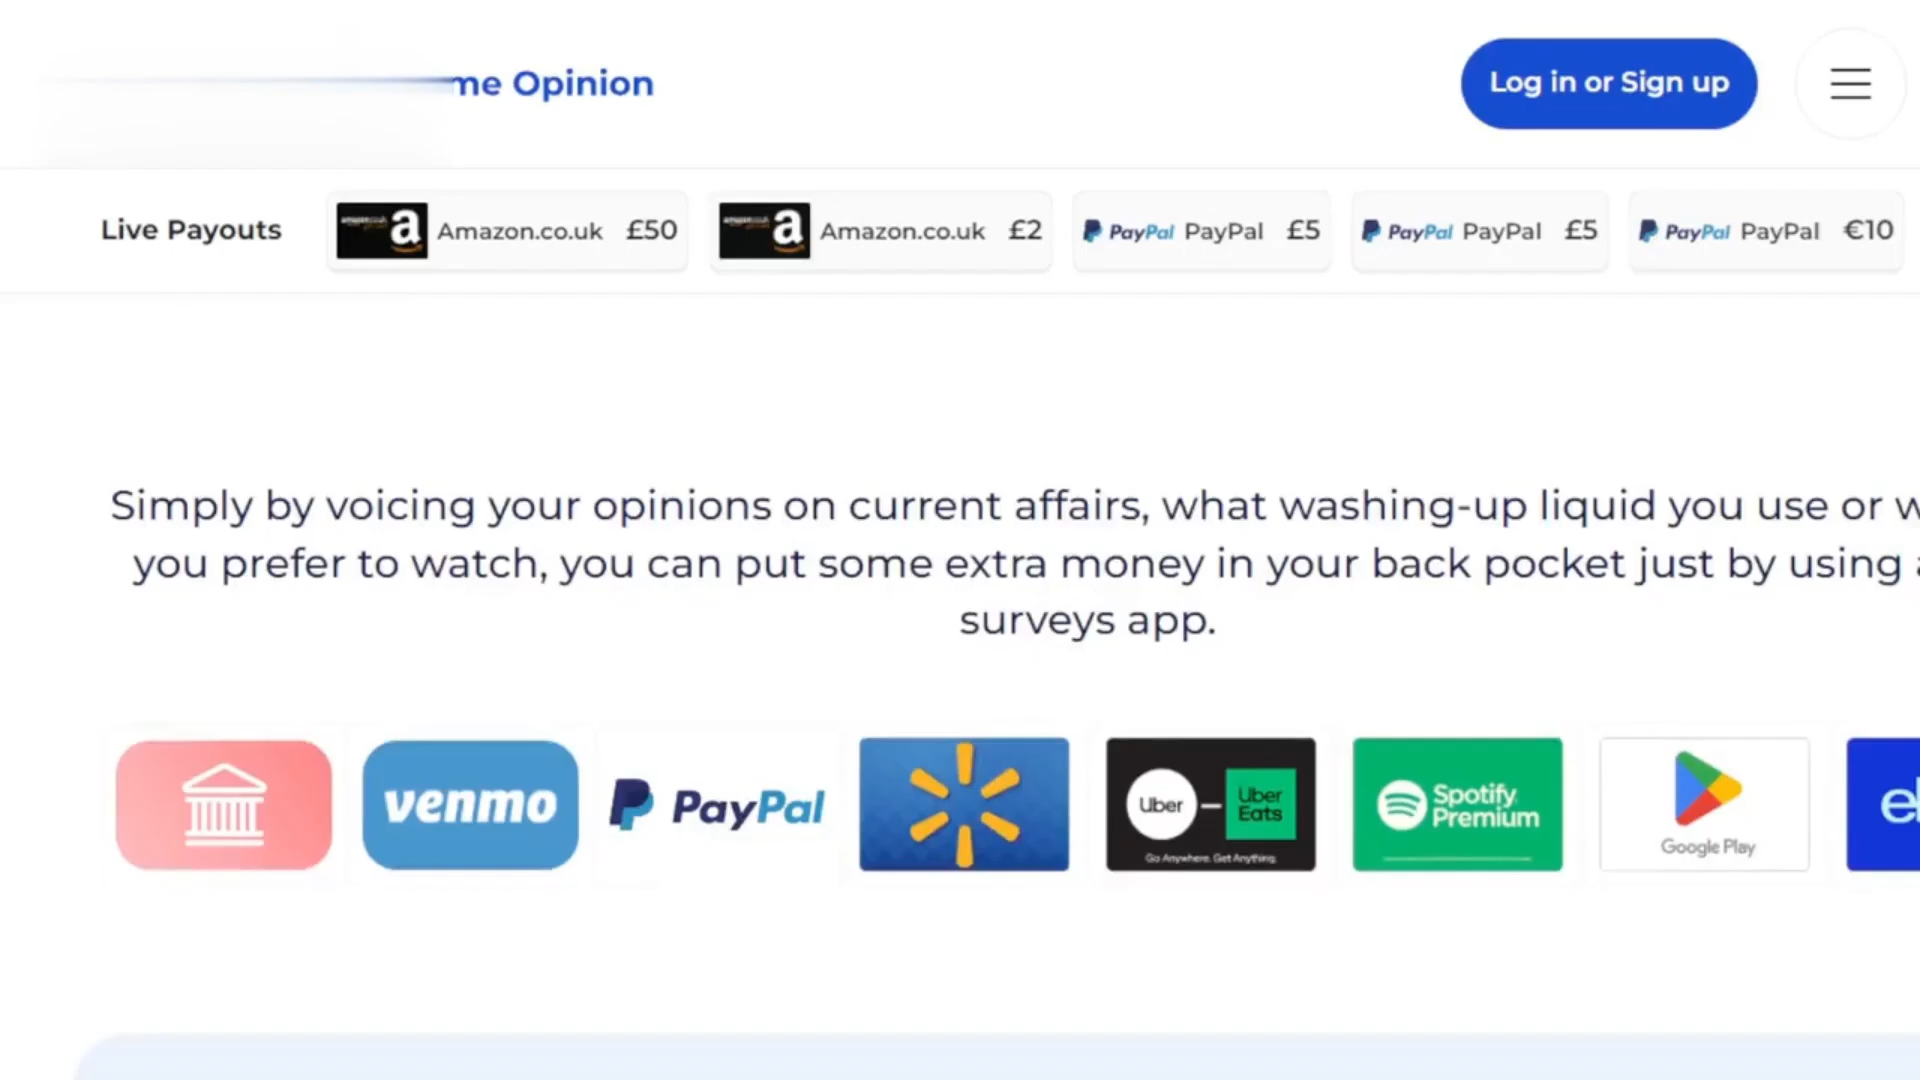 me Opinion
Log in or Sign up
Live Payouts
a Amazon.co.uk £50
a Amazon.co.uk £2
PayPal PayPal £5
PayPal PayPal £5
PayPal PayPal €10
Simply by voicing your opinions on current affairs, what washing-up liquid you use or w
you prefer to watch, you can put some extra money in your back pocket just by using a
surveys app.
venmo
PayPal
Uber
Uber
Eats
Go Anywhere. Get Anything.
Spotify
Premium
Google Play
e